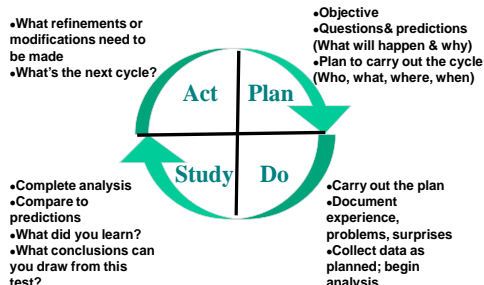 ●What refinements or
modifications need to
be made
●What's the next cycle?
●Objective
●Questions& predictions
(What will happen & why)
●Plan to carry out the cycle
(Who, what, where, when)
Act
Plan
Study
Do
●Complete analysis
●Compare to
predictions
●What did you learn?
●What conclusions can
you draw from this
test?
●Carry out the plan
●Document
experience,
problems, surprises
●Collect data as
planned; begin
analysis